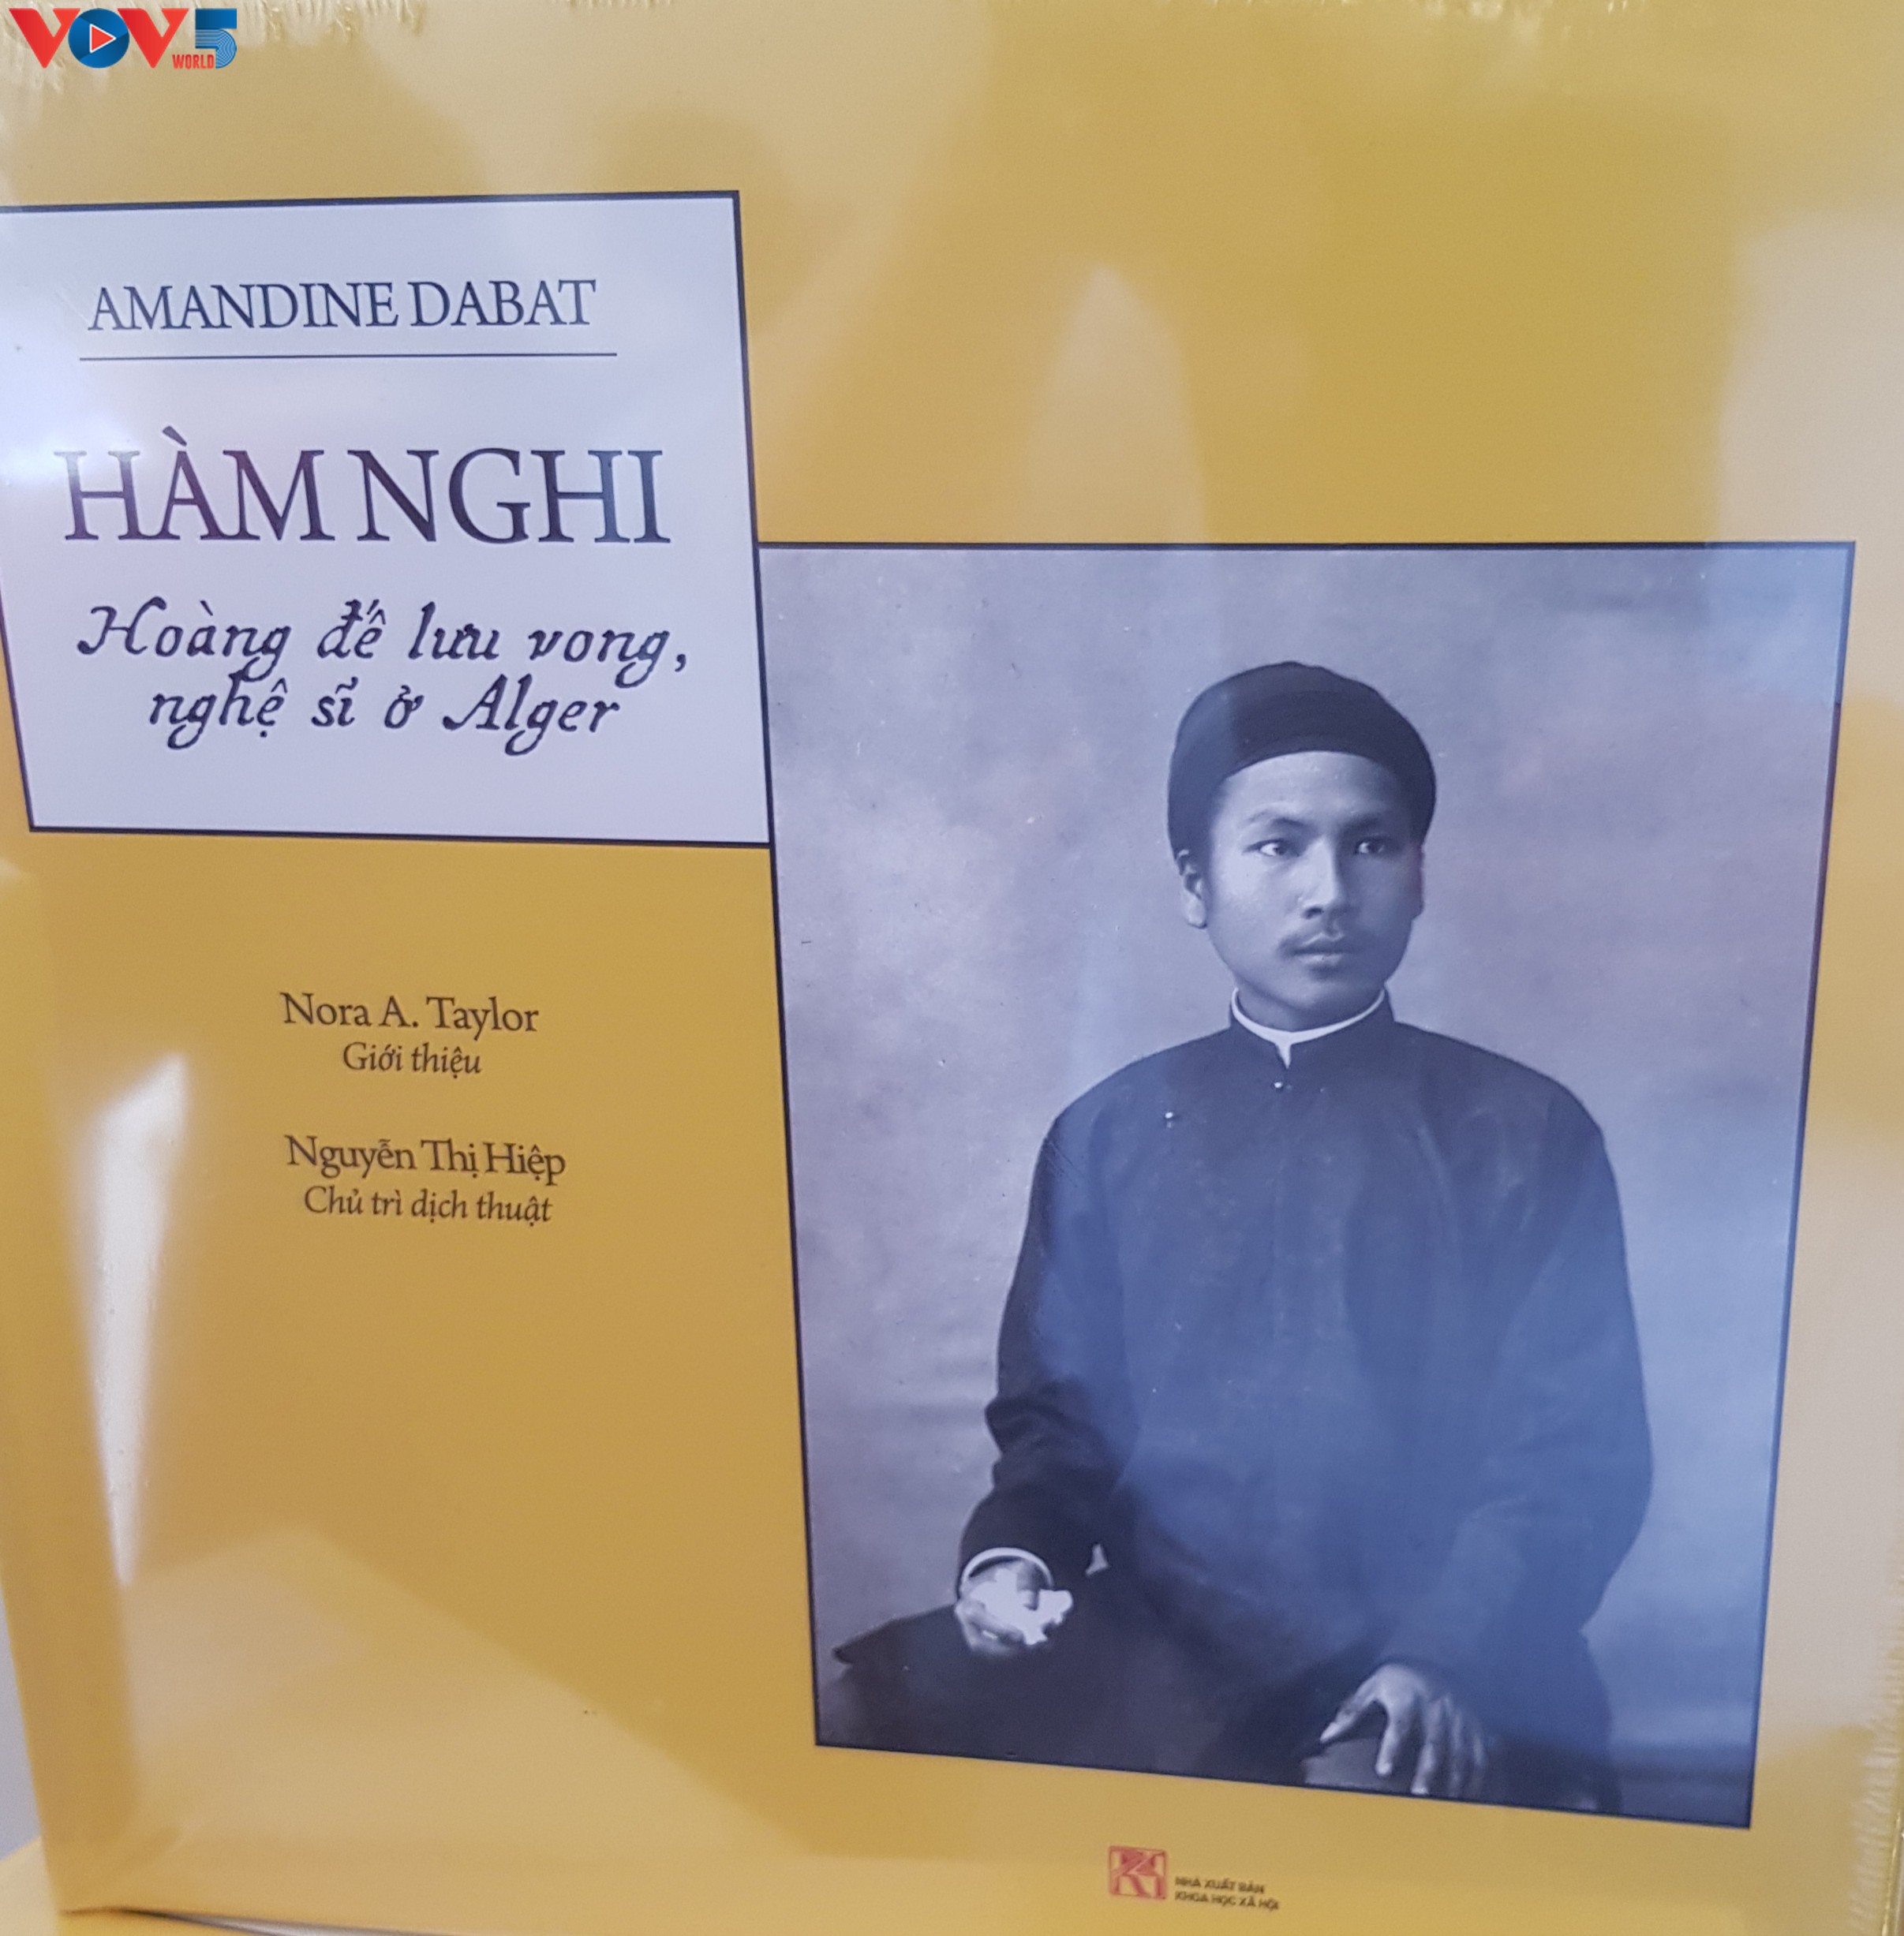 VOV5
WORLD
AMANDINE DABAT
HÀM NGHI
Hoàng đế lưu vong,
nghệ sĩ ở Alger
Nora A. Taylor
Giới thiệu
Nguyễn Thị Hiệp
Chủ trì dịch thuật
NHÀ XUẤT BẢN
KHOA HỌC XÃ HỘI